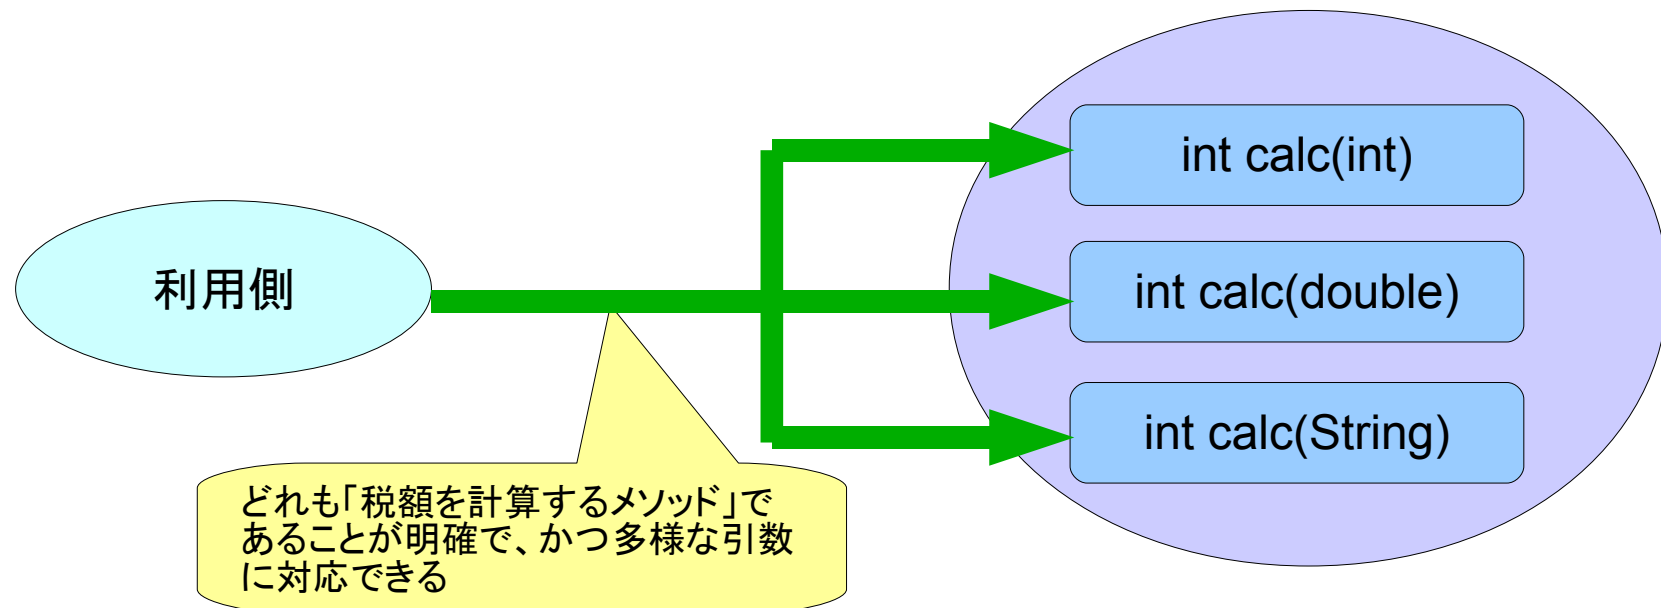 利用側
int calc(int)
int calc(double)
int calc(String)
どれも「税額を計算するメソッド」で
あることが明確で、かつ多様な引数
に対応できる